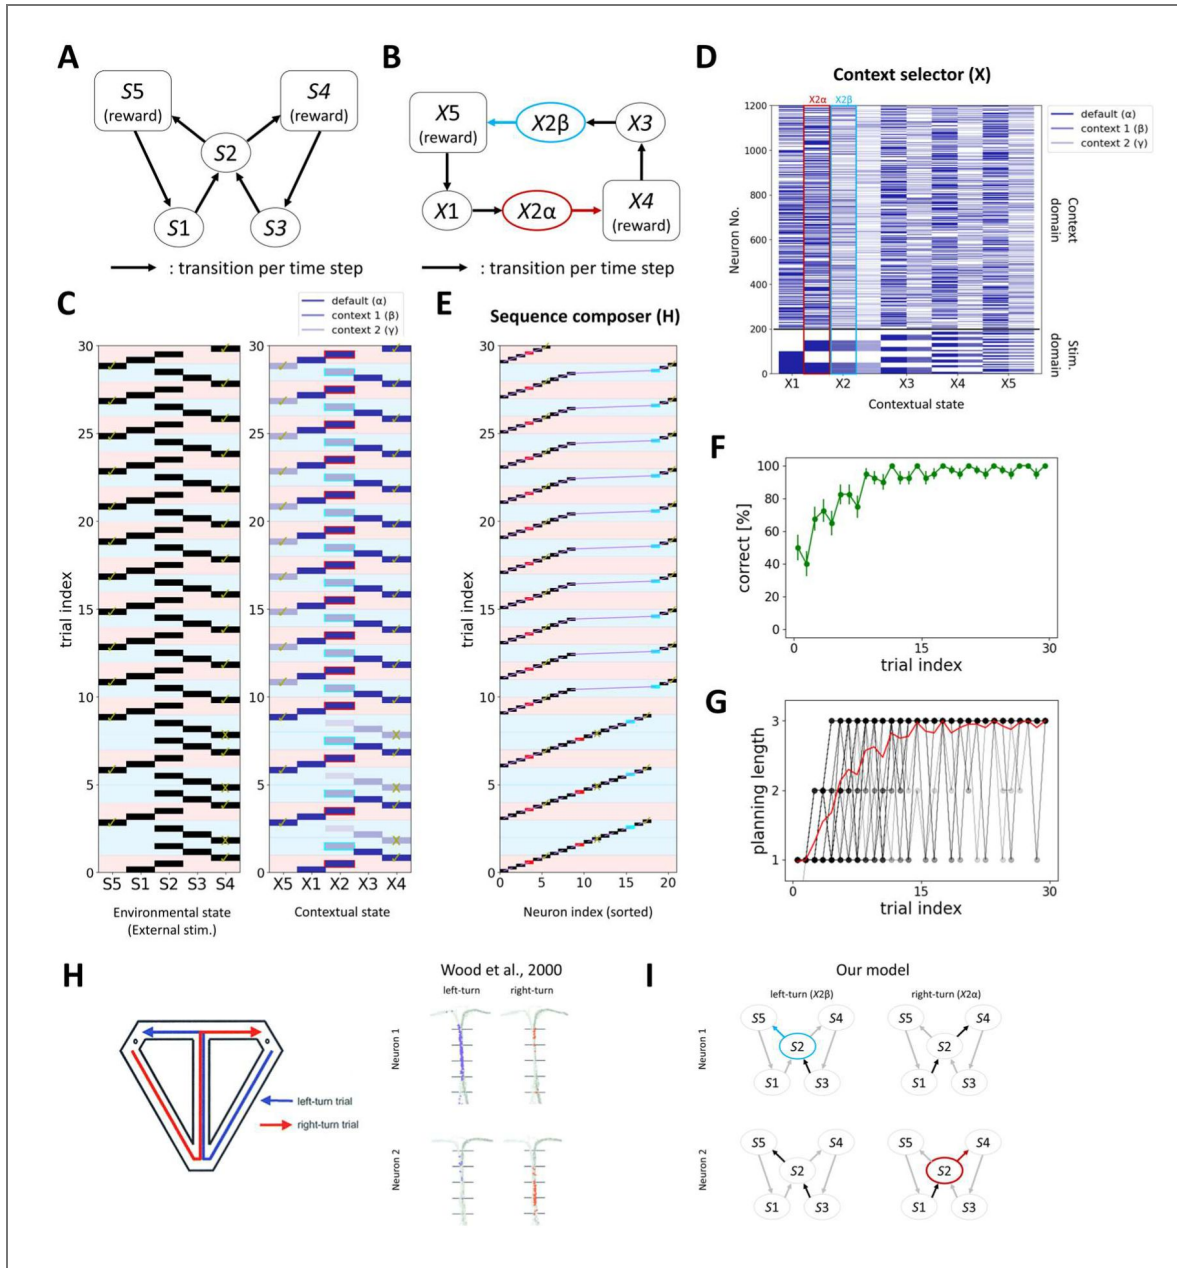 A
S5
(reward)
S4
(reward)
S2
S1
S3
: transition per time step
B
X5
(reward)
X2β
X3
X1
X2α
X4
(reward)
: transition per time step
D
Context selector (X)
X2α X2β
default (α)
context 1 (β)
context 2 (γ)
1200
1000
800
600
400
200
0
Neuron No.
Context
domain
Stim.
domain
X1 X2 X3 X4 X5
Contextual state
C
default (α)
context 1 (β)
context 2 (γ)
30
25
20
15
10
5
0
trial index
S5 S1 S2 S3 S4
Environmental state
(External stim.)
X5 X1 X2 X3 X4
Contextual state
E
Sequence composer (H)
30
25
20
15
10
5
0
trial index
0 5 10 15 20
Neuron index (sorted)
F
100
80
60
40
20
0
correct [%]
0 15 30
trial index
G
3
2
1
planning length
0 15 30
trial index
H
left-turn trial
right-turn trial
Wood et al., 2000
left-turn right-turn
Neuron 1
Neuron 2
I
Our model
left-turn (X2β) right-turn (X2α)
Neuron 1
S5 S4 S5 S4
S2 S2
S1 S3 S1 S3
Neuron 2
S5 S4 S5 S4
S2 S2
S1 S3 S1 S3